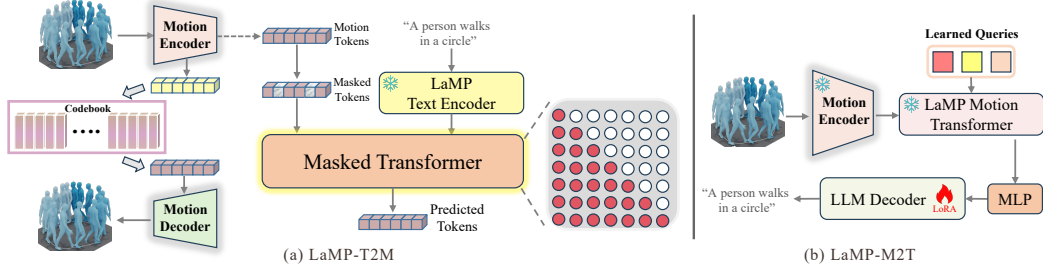 Motion
Encoder
Codebook
Motion
Decoder
Motion
Tokens
Masked
Tokens
“A person walks
in a circle”
LaMP
Text Encoder
Masked Transformer
Predicted
Tokens
(a) LaMP-T2M
Learned Queries
Motion
Encoder
LaMP Motion
Transformer
“A person walks
in a circle”
LLM Decoder
LoRA
MLP
(b) LaMP-M2T